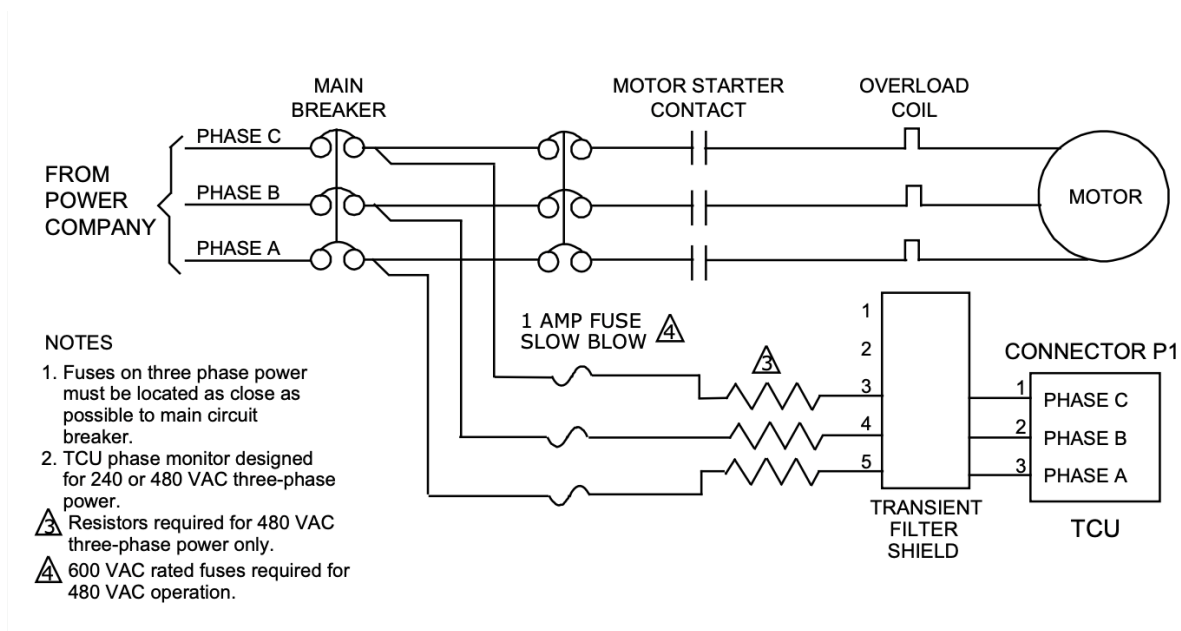 MAIN
BREAKER
MOTOR STARTER
CONTACT
OVERLOAD
COIL
FROM
POWER
COMPANY
PHASE C
PHASE B
PHASE A
MOTOR
1 AMP FUSE
SLOW BLOW
4
3
1
2
3
4
5
TRANSIENT
FILTER
SHIELD
CONNECTOR P1
1
PHASE C
2
PHASE B
3
PHASE A
TCU
NOTES
1. Fuses on three phase power
must be located as close as
possible to main circuit
breaker.
2. TCU phase monitor designed
for 240 or 480 VAC three-phase
power.
3 Resistors required for 480 VAC
three-phase power only.
4 600 VAC rated fuses required for
480 VAC operation.